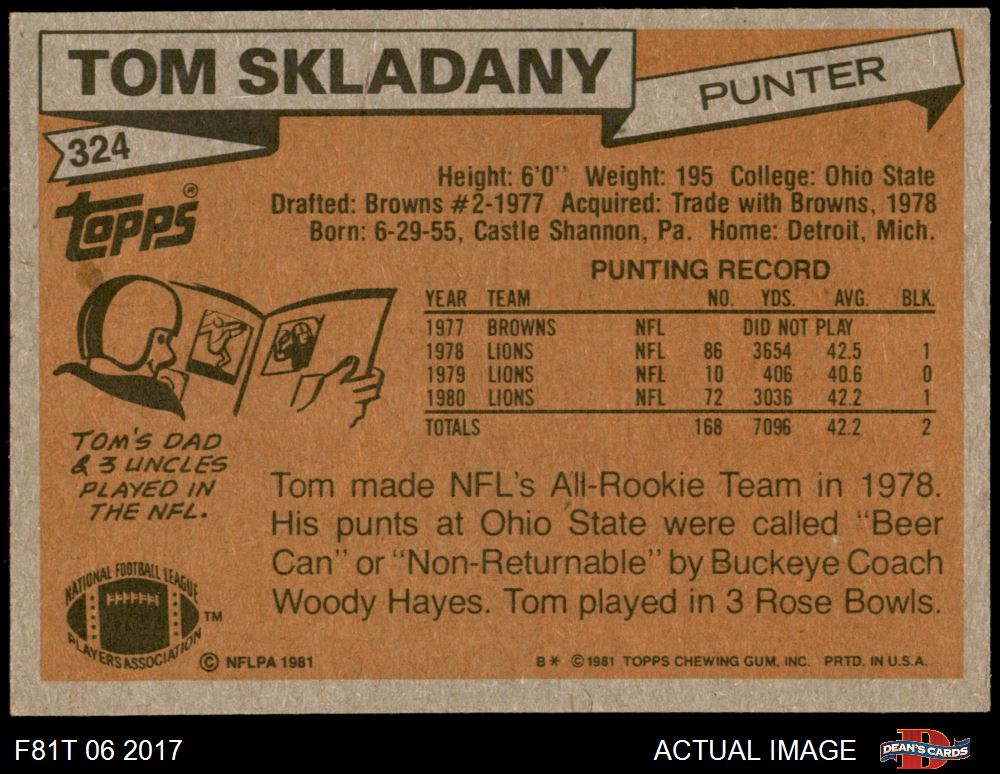 TOM SKLADANY
PUNTER
324
topps®
Height: 6'0" Weight: 195 College: Ohio State
Drafted: Browns #2-1977 Acquired: Trade with Browns, 1978
Born: 6-29-55, Castle Shannon, Pa. Home: Detroit, Mich.
PUNTING RECORD
YEAR TEAM NO. YDS. AVG. BLK.
1977 BROWNS NFL DID NOT PLAY
1978 LIONS NFL 86 3654 42.5 1
1979 LIONS NFL 10 406 40.6 0
1980 LIONS NFL 72 3036 42.2 1
TOTALS 168 7096 42.2 2
TOM'S DAD
& 3 UNCLES
PLAYED IN
THE NFL.
Tom made NFL's All-Rookie Team in 1978.
His punts at Ohio State were called "Beer
Can" or "Non-Returnable" by Buckeye Coach
Woody Hayes. Tom played in 3 Rose Bowls.
NATIONAL FOOTBALL LEAGUE
PLAYERS ASSOCIATION
™
© NFLPA 1981
B* © 1981 TOPPS CHEWING GUM, INC. PRTD. IN U.S.A.
F81T 06 2017
ACTUAL IMAGE
DEAN'S CARDS